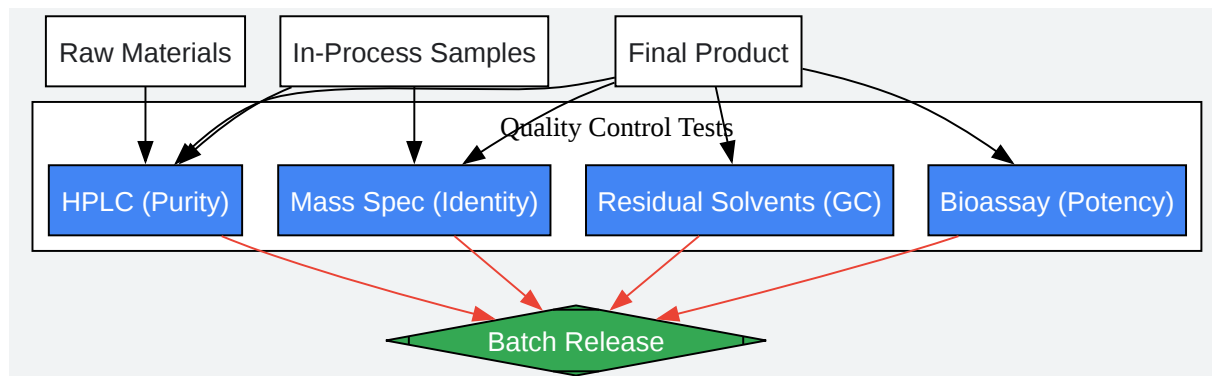 Raw Materials
In-Process Samples
Final Product
Quality Control Tests
HPLC (Purity)
Mass Spec (Identity)
Residual Solvents (GC)
Bioassay (Potency)
Batch Release